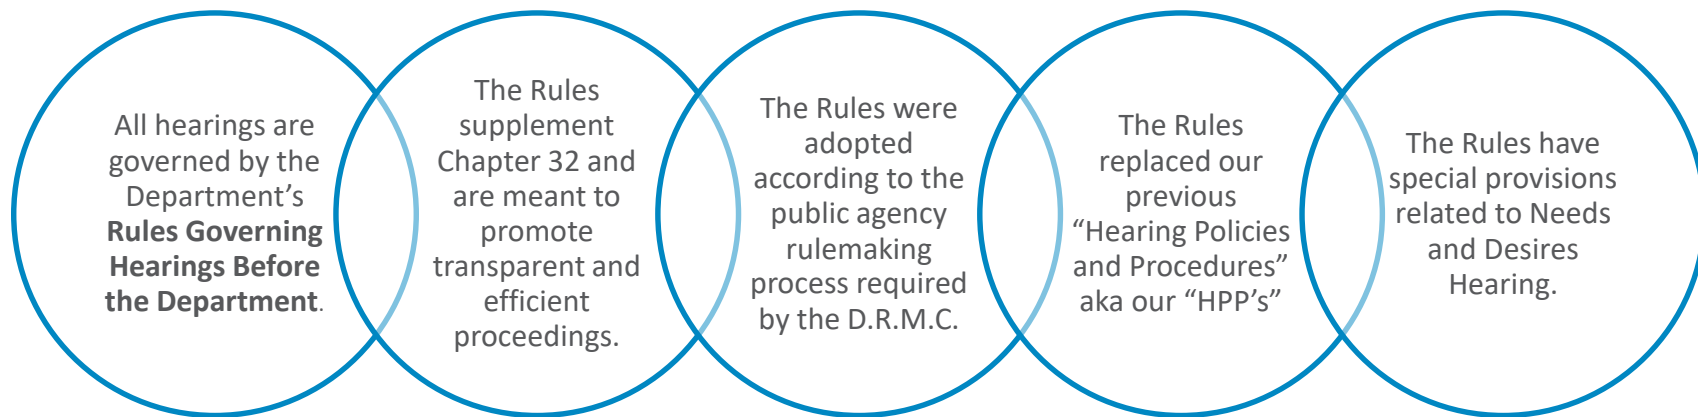 All hearings are
governed by the
Department’s
Rules Governing
Hearings Before
the Department.
The Rules
supplement
Chapter 32 and
are meant to
promote
transparent and
efficient
proceedings.
The Rules were
adopted
according to the
public agency
rulemaking
process required
by the D.R.M.C.
The Rules
replaced our
previous
“Hearing Policies
and Procedures”
aka our “HPP’s”
The Rules have
special provisions
related to Needs
and Desires
Hearing.